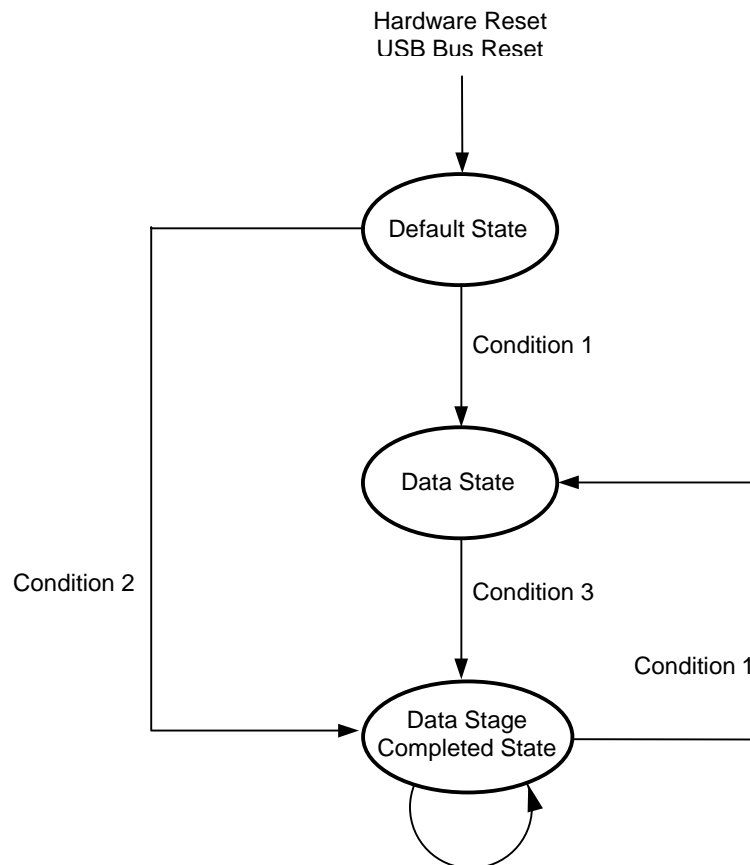 Hardware Reset
USB Bus Reset
Default State
Condition 1
Data State
Condition 2
Condition 3
Condition 1
Data Stage
Completed State